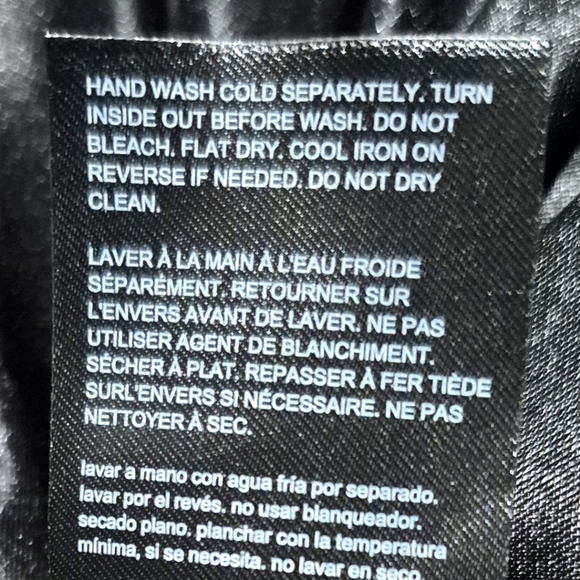 HAND WASH COLD SEPARATELY. TURN
INSIDE OUT BEFORE WASH. DO NOT
BLEACH. FLAT DRY. COOL IRON ON
REVERSE IF NEEDED. DO NOT DRY
CLEAN.
LAVER À LA MAIN À L'EAU FROIDE
SÉPARÉMENT. RETOURNER SUR
L'ENVERS AVANT DE LAVER. NE PAS
UTILISER AGENT DE BLANCHIMENT.
SÉCHER À PLAT. REPASSER À FER TIÈDE
SURL'ENVERS SI NÉCESSAIRE. NE PAS
NETTOYER À SEC.
lavar a mano con agua fría por separado.
lavar por el revés. no usar blanqueador.
secado plano. planchar con la temperatura
mínima, si se necesita. no lavar en seco